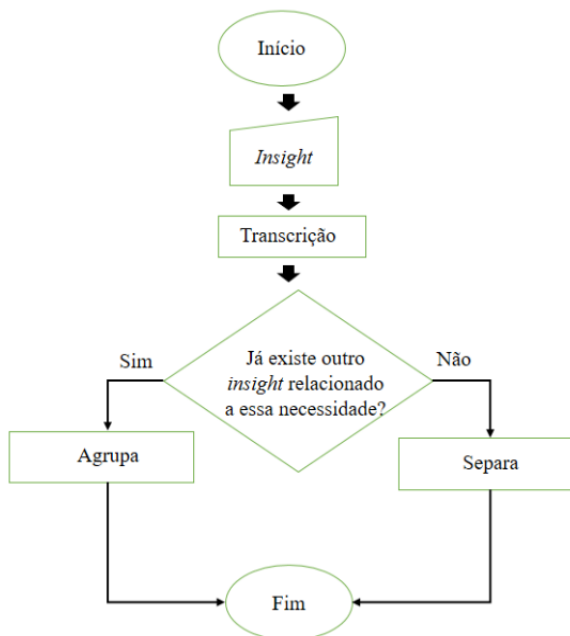 Início
Insight
Transcrição
Sim
Não
Já existe outro
insight relacionado
a essa necessidade?
Agrupa
Separa
Fim